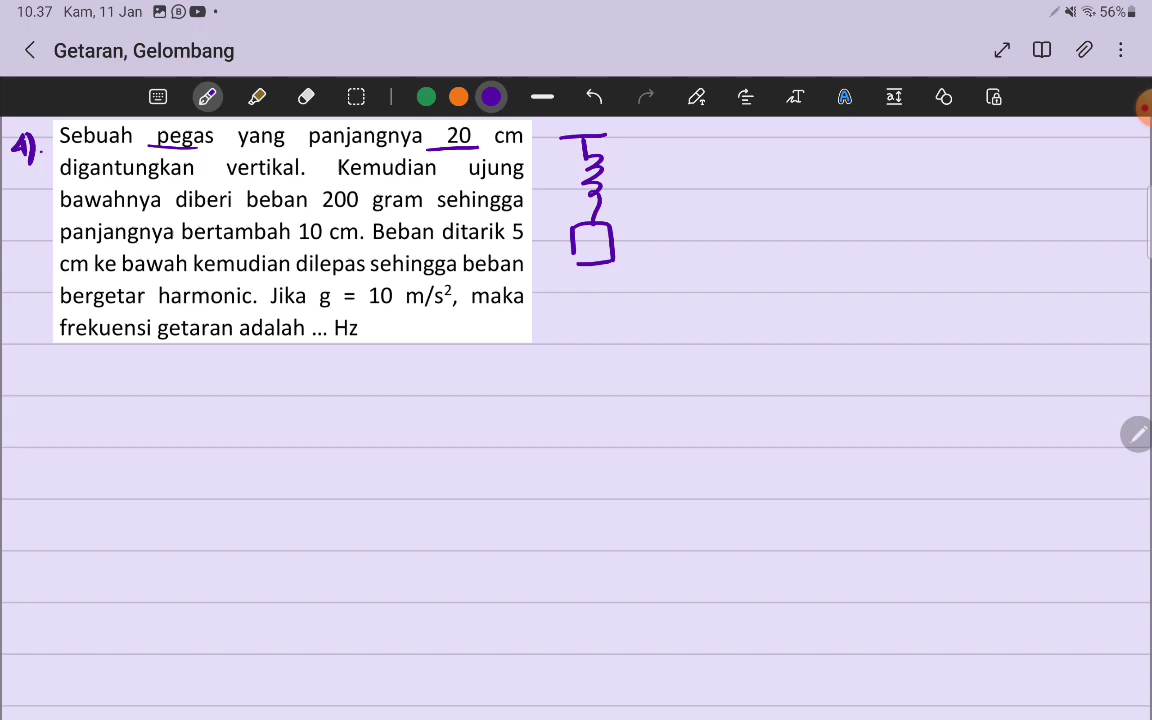 10.37 Kam, 11 Jan
56%
Getaran, Gelombang
4). Sebuah pegas yang panjangnya 20 cm
digantungkan vertikal. Kemudian ujung
bawahnya diberi beban 200 gram sehingga
panjangnya bertambah 10 cm. Beban ditarik 5
cm ke bawah kemudian dilepas sehingga beban
bergetar harmonic. Jika g = 10 m/s², maka
frekuensi getaran adalah ... Hz